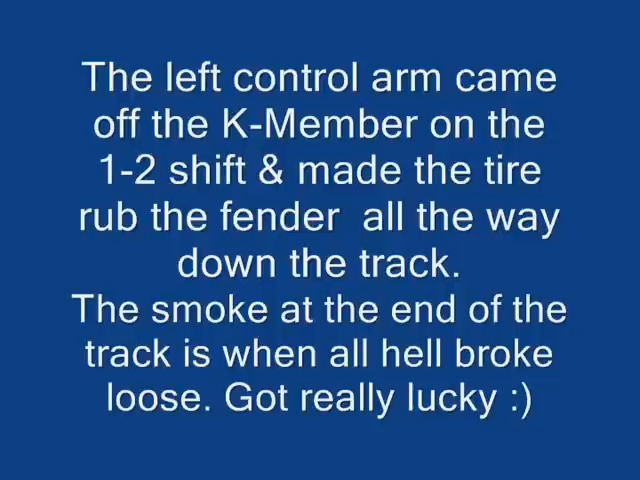 The left control arm came
off the K-Member on the
1-2 shift & made the tire
rub the fender  all the way
down the track.
The smoke at the end of the
track is when all hell broke
loose. Got really lucky :)